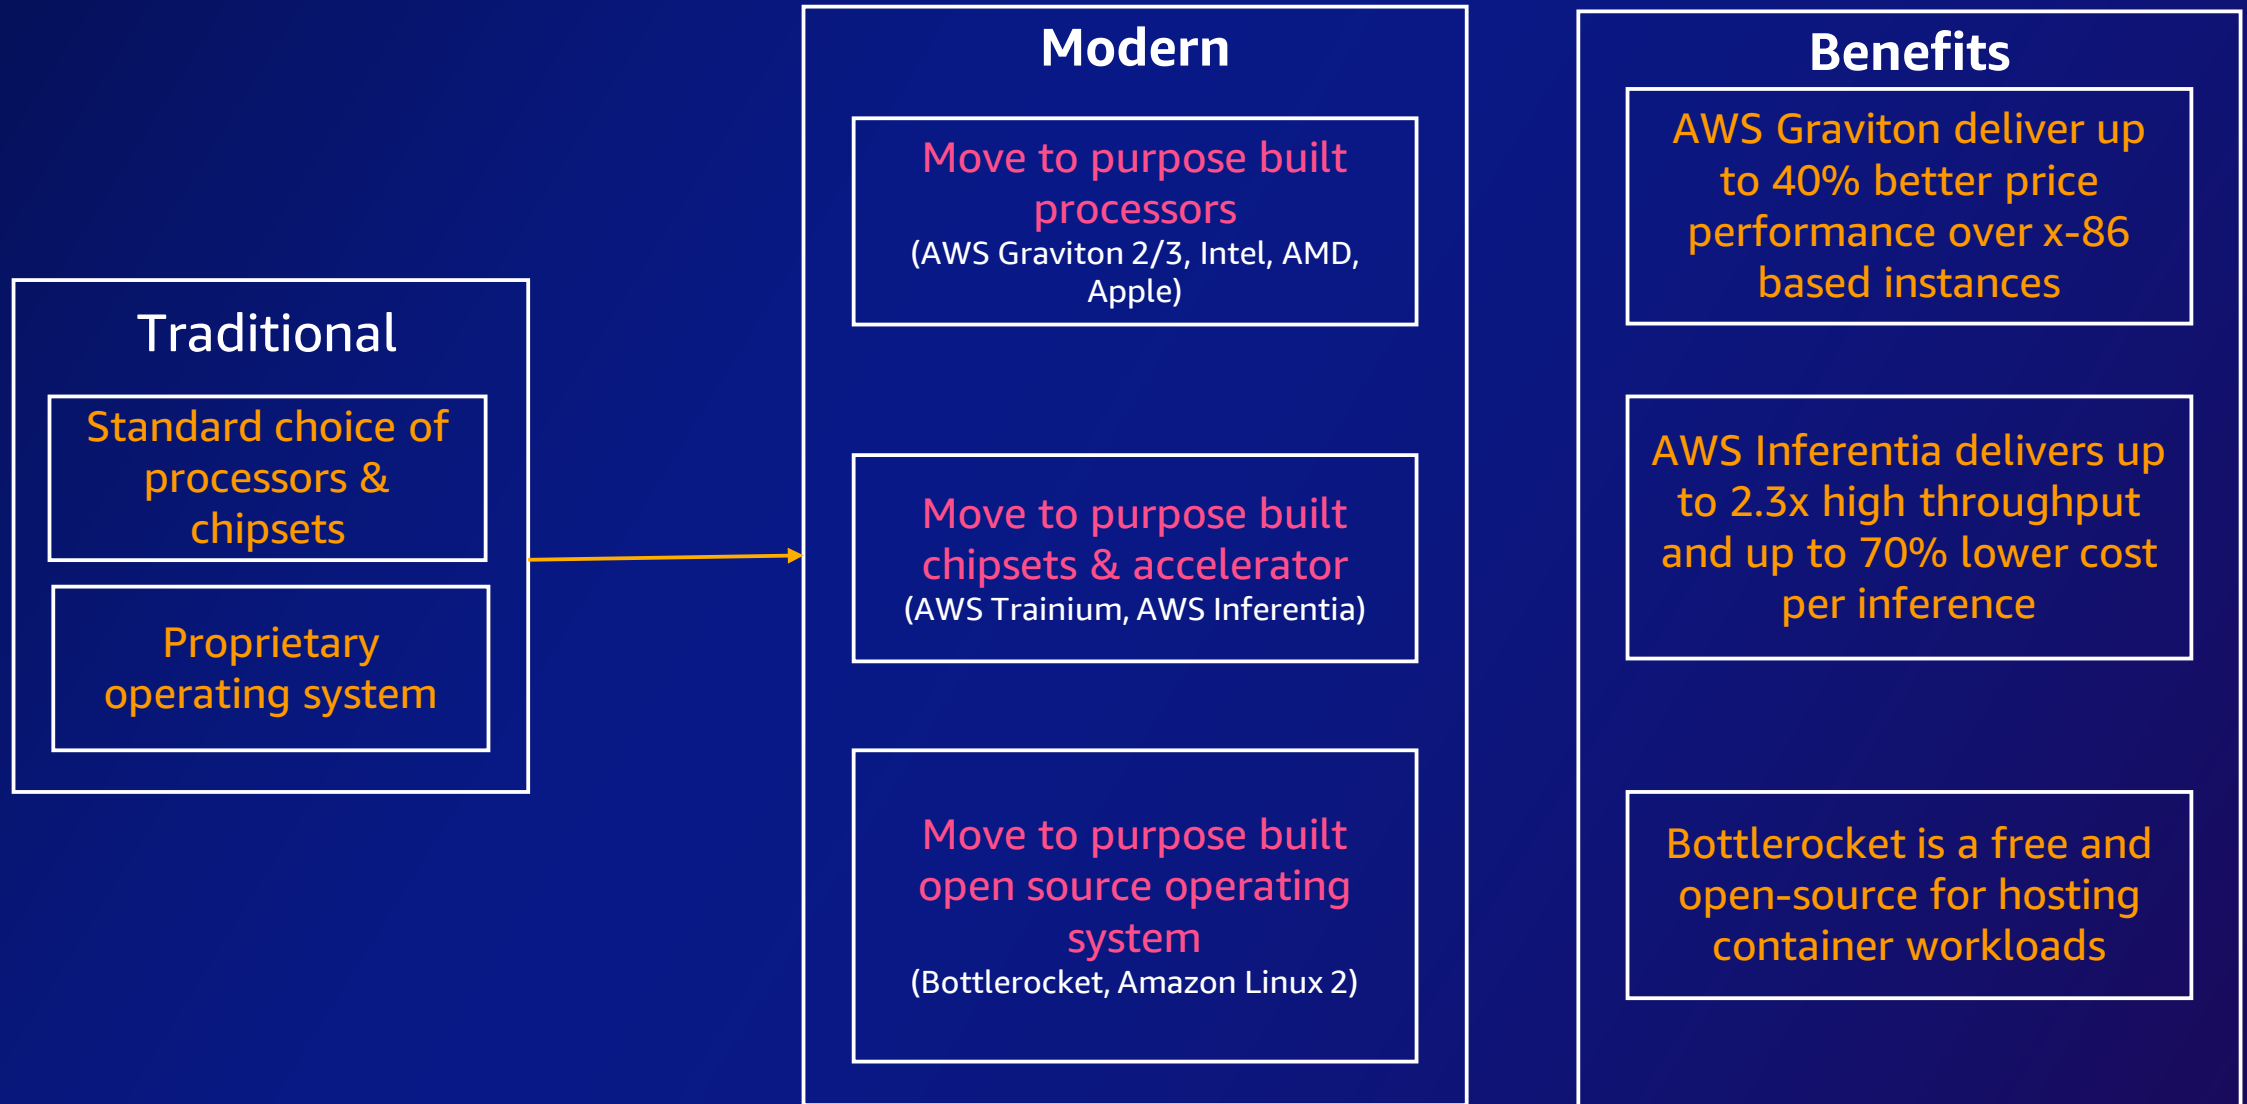 Traditional
Standard choice of
processors &
chipsets
Proprietary
operating system
Modern
Move to purpose built
processors
(AWS Graviton 2/3, Intel, AMD,
Apple)
Move to purpose built
chipsets & accelerator
(AWS Trainium, AWS Inferentia)
Move to purpose built
open source operating
system
(Bottlerocket, Amazon Linux 2)
Benefits
AWS Graviton deliver up
to 40% better price
performance over x-86
based instances
AWS Inferentia delivers up
to 2.3x high throughput
and up to 70% lower cost
per inference
Bottlerocket is a free and
open-source for hosting
container workloads